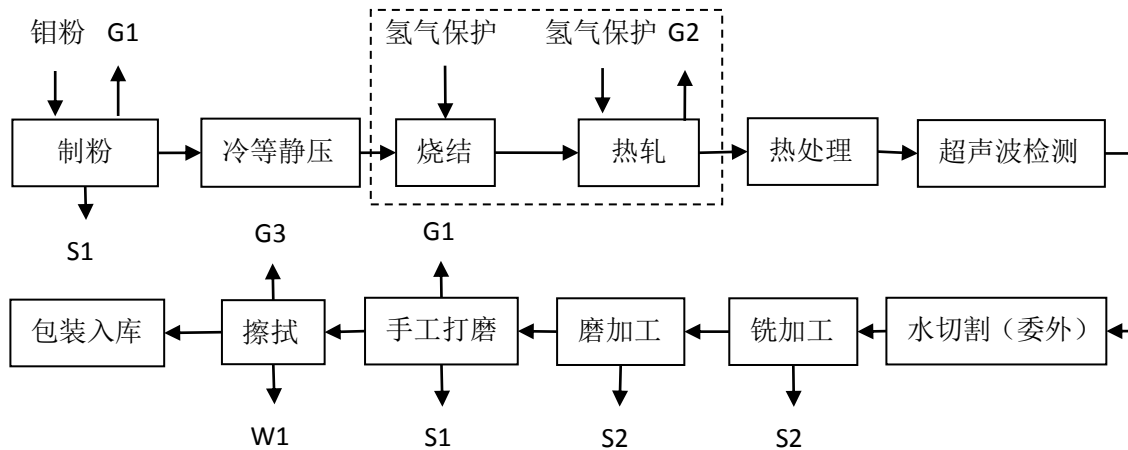 钼粉 G1 氢气保护 氢气保护 G2
制粉 冷等静压 烧结 热轧 热处理 超声波检测
S1 G3 G1
包装入库 擦拭 手工打磨 磨加工 铣加工 水切割（委外）
W1 S1 S2 S2